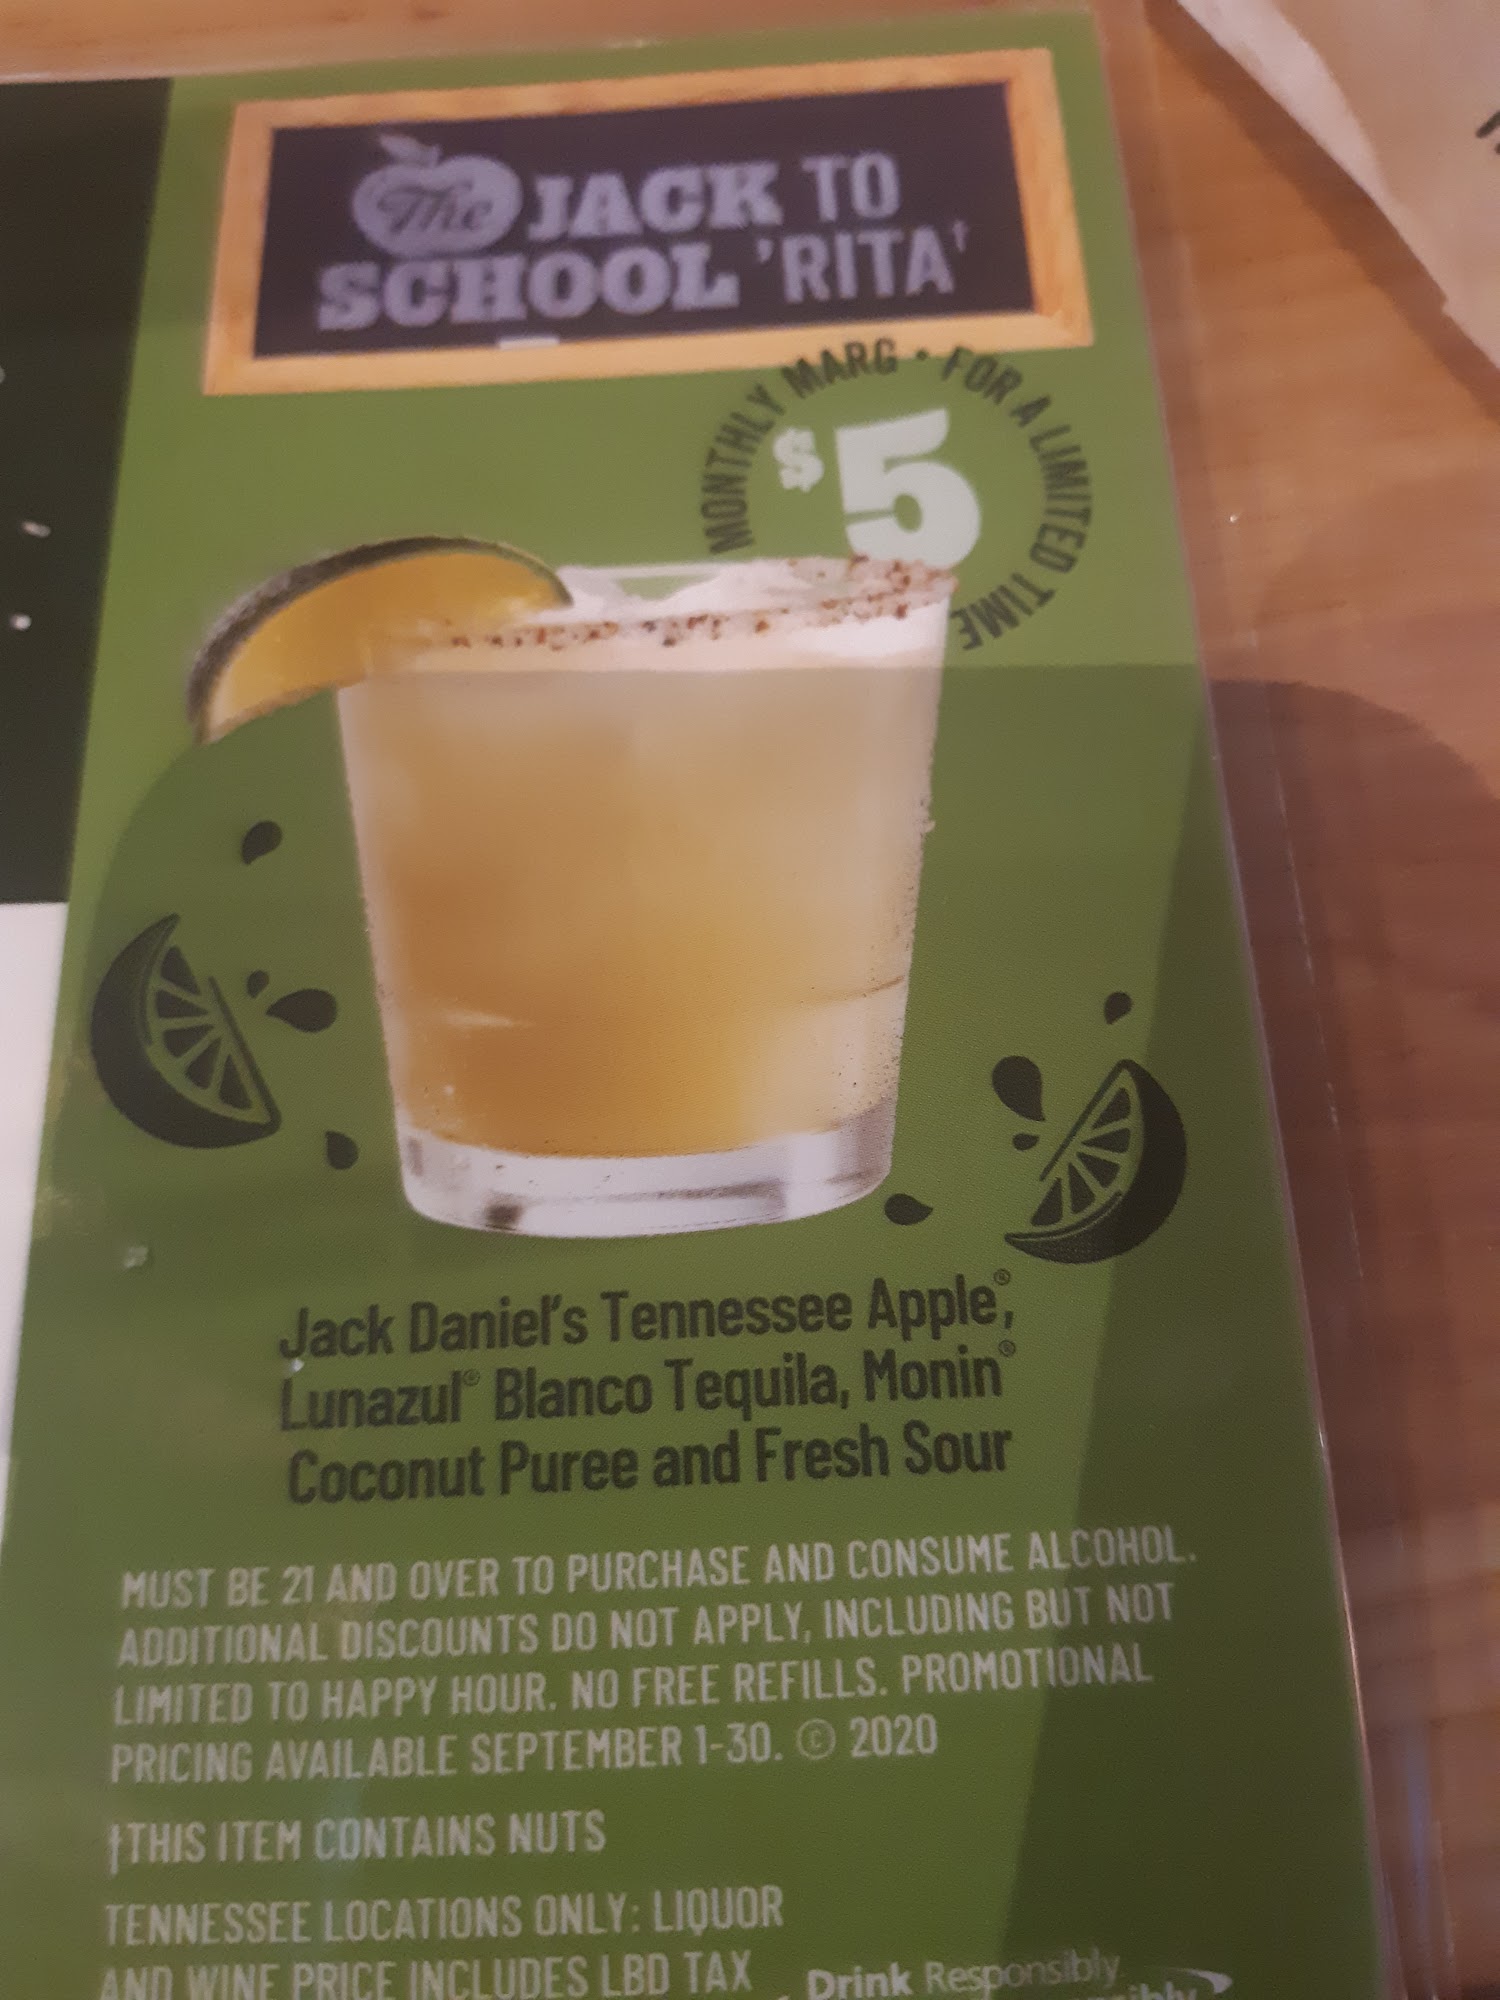 The JACK TO
SCHOOL 'RITA†
MONTHLY MARG • FOR A LIMITED TIME
$5
Jack Daniel's Tennessee Apple®,
Lunazul® Blanco Tequila, Monin®
Coconut Puree and Fresh Sour
MUST BE 21 AND OVER TO PURCHASE AND CONSUME ALCOHOL.
ADDITIONAL DISCOUNTS DO NOT APPLY, INCLUDING BUT NOT
LIMITED TO HAPPY HOUR. NO FREE REFILLS. PROMOTIONAL
PRICING AVAILABLE SEPTEMBER 1-30. © 2020
†THIS ITEM CONTAINS NUTS
TENNESSEE LOCATIONS ONLY: LIQUOR
AND WINE PRICE INCLUDES LBD TAX
Drink Responsibly.